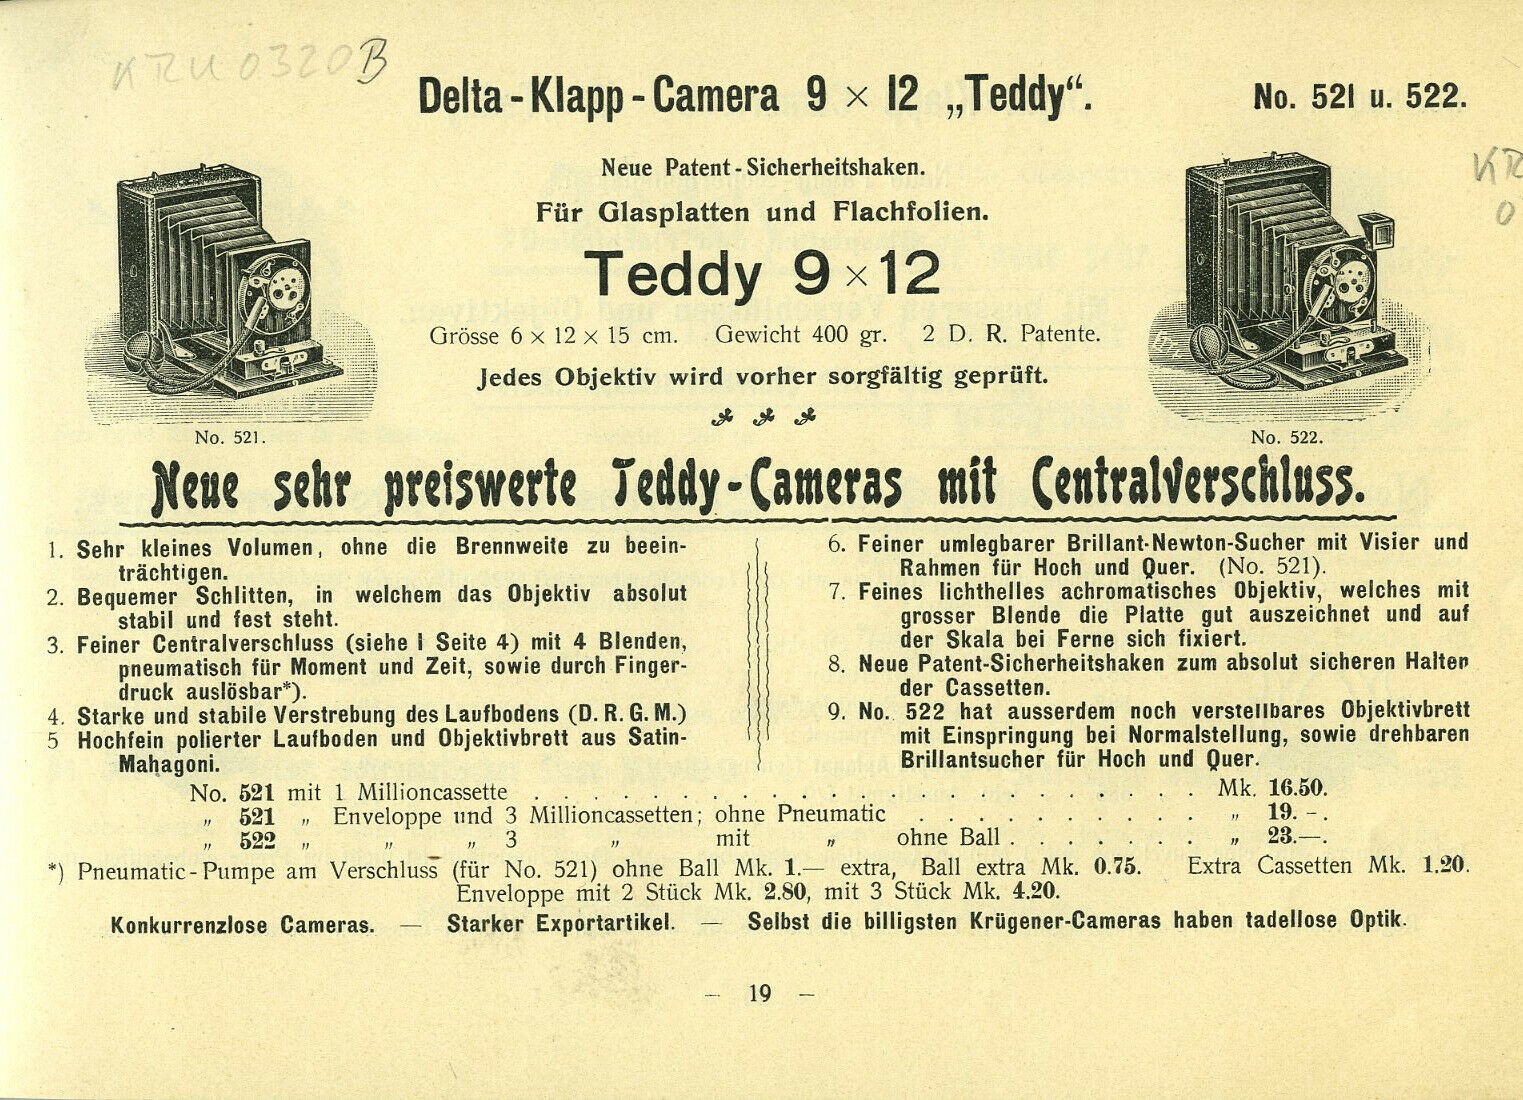 KRU 0320 B
Delta-Klapp-Camera 9 × 12 „Teddy“.
No. 521 u. 522.
Neue Patent-Sicherheitshaken.
KR
0
Für Glasplatten und Flachfolien.
Teddy 9 × 12
Grösse 6 × 12 × 15 cm. Gewicht 400 gr. 2 D. R. Patente.
Jedes Objektiv wird vorher sorgfältig geprüft.
No. 521.
No. 522.
Neue sehr preiswerte Teddy-Cameras mit Centralverschluss.
1. Sehr kleines Volumen, ohne die Brennweite zu beein-
trächtigen.
2. Bequemer Schlitten, in welchem das Objektiv absolut
stabil und fest steht.
3. Feiner Centralverschluss (siehe I Seite 4) mit 4 Blenden,
pneumatisch für Moment und Zeit, sowie durch Finger-
druck auslösbar*).
4. Starke und stabile Verstrebung des Laufbodens (D. R. G. M.)
5 Hochfein polierter Laufboden und Objektivbrett aus Satin-
Mahagoni.
6. Feiner umlegbarer Brillant-Newton-Sucher mit Visier und
Rahmen für Hoch und Quer. (No. 521).
7. Feines lichthelles achromatisches Objektiv, welches mit
grosser Blende die Platte gut auszeichnet und auf
der Skala bei Ferne sich fixiert.
8. Neue Patent-Sicherheitshaken zum absolut sicheren Halten
der Cassetten.
9. No. 522 hat ausserdem noch verstellbares Objektivbrett
mit Einspringung bei Normalstellung, sowie drehbaren
Brillantsucher für Hoch und Quer.
No. 521 mit 1 Millioncassette . . . . . . . . . . . . . . . . . . . . Mk. 16.50.
„ 521 „ Enveloppe und 3 Millioncassetten; ohne Pneumatic . . . . . . . . . „ 19.-.
„ 522 „ „ „ 3 „ mit „ ohne Ball . . . . . . . „ 23.—.
*) Pneumatic-Pumpe am Verschluss (für No. 521) ohne Ball Mk. 1.— extra, Ball extra Mk. 0.75. Extra Cassetten Mk. 1.20.
Enveloppe mit 2 Stück Mk. 2.80, mit 3 Stück Mk. 4.20.
Konkurrenzlose Cameras. — Starker Exportartikel. — Selbst die billigsten Krügener-Cameras haben tadellose Optik.
– 19 –